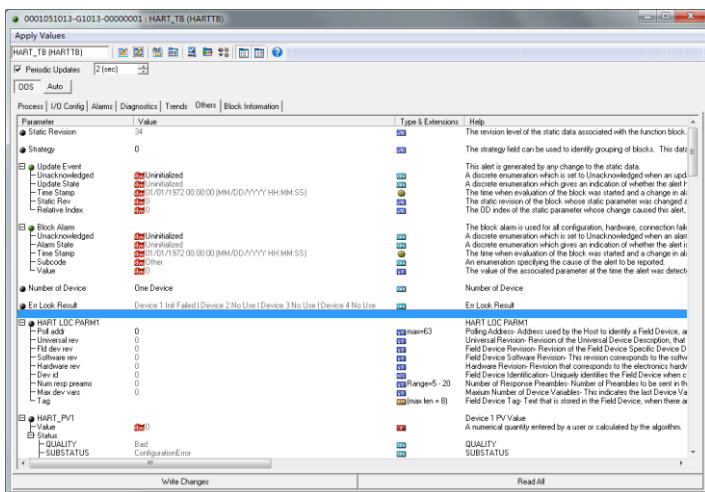 0001051013-G1013-00000001 : HART_TB (HARTTB)
Apply Values
HART_TB (HARTTB)
Periodic Updates 2 (sec)
OOS Auto
Process I/O Config Alarms Diagnostics Trends Others Block Information
Parameter Value Type & Extensions Help
Static Revision 34 The revision level of the static data associated with the function block.
Strategy 0 The strategy field can be used to identify grouping of blocks. This data
Update Event This alert is generated by any change to the static data.
Unacknowledged Uninitialized A discrete enumeration which is set to Unacknowledged when an upda
Update State Uninitialized A discrete enumeration which gives an indication of whether the alert h
Time Stamp 01/01/1972 00:00:00 (MM/DD/YYYY HH:MM:SS) The time when evaluation of the block was started and a change in al
Static Rev 0 The static revision of the block whose static parameter was changed a
Relative Index 0 The OD index of the static parameter whose change caused this alert,
Block Alarm The block alarm is used for all configuration, hardware, connection fail
Unacknowledged Uninitialized A discrete enumeration which is set to Unacknowledged when an alar
Alarm State Uninitialized A discrete enumeration which gives an indication of whether the alert i
Time Stamp 01/01/1972 00:00:00 (MM/DD/YYYY HH:MM:SS) The time when evaluation of the block was started and a change in al
Subcode Other An enumeration specifying the cause of the alert to be reported.
Value 0 The value of the associated parameter at the time the alert was detect
Number of Device One Device Number of Device
Err Look Result Device 1 Init Failed | Device 2 No Use | Device 3 No Use | Device 4 No Use Err Look Result
HART LOC PARM1 HART LOC PARM1
Poll addr 0 max=63 Polling Address- Address used by the Host to identify a Field Device, a
Universal rev 0 Universal Revision- Revision of the Universal Device Description, that
Fld dev rev 0 Field Device Revision- Revision of the Field Device Specific Device D
Software rev 0 Field Device Software Revision- This revision corresponds to the softw
Hardware rev 0 Hardware Revision- Revision that corresponds to the electronics hardw
Dev id 0 Field Device Identification- Uniquely identifies the Field Device when c
Num resp preams 0 Range=5 - 20 Number of Response Preambles- Number of Preambles to be sent in th
Max dev vars 0 Maxium Number of Device Variables- This indicates the last Device Va
Tag (max len = 8) Field Device Tag- Text that is stored in the Field Device, when there a
HART_PV1 Device 1 PV Value
Value 0 A numerical quantity entered by a user or calculated by the algorithm.
Status
QUALITY Bad QUALITY
SUBSTATUS ConfigurationError SUBSTATUS
Write Changes Read All